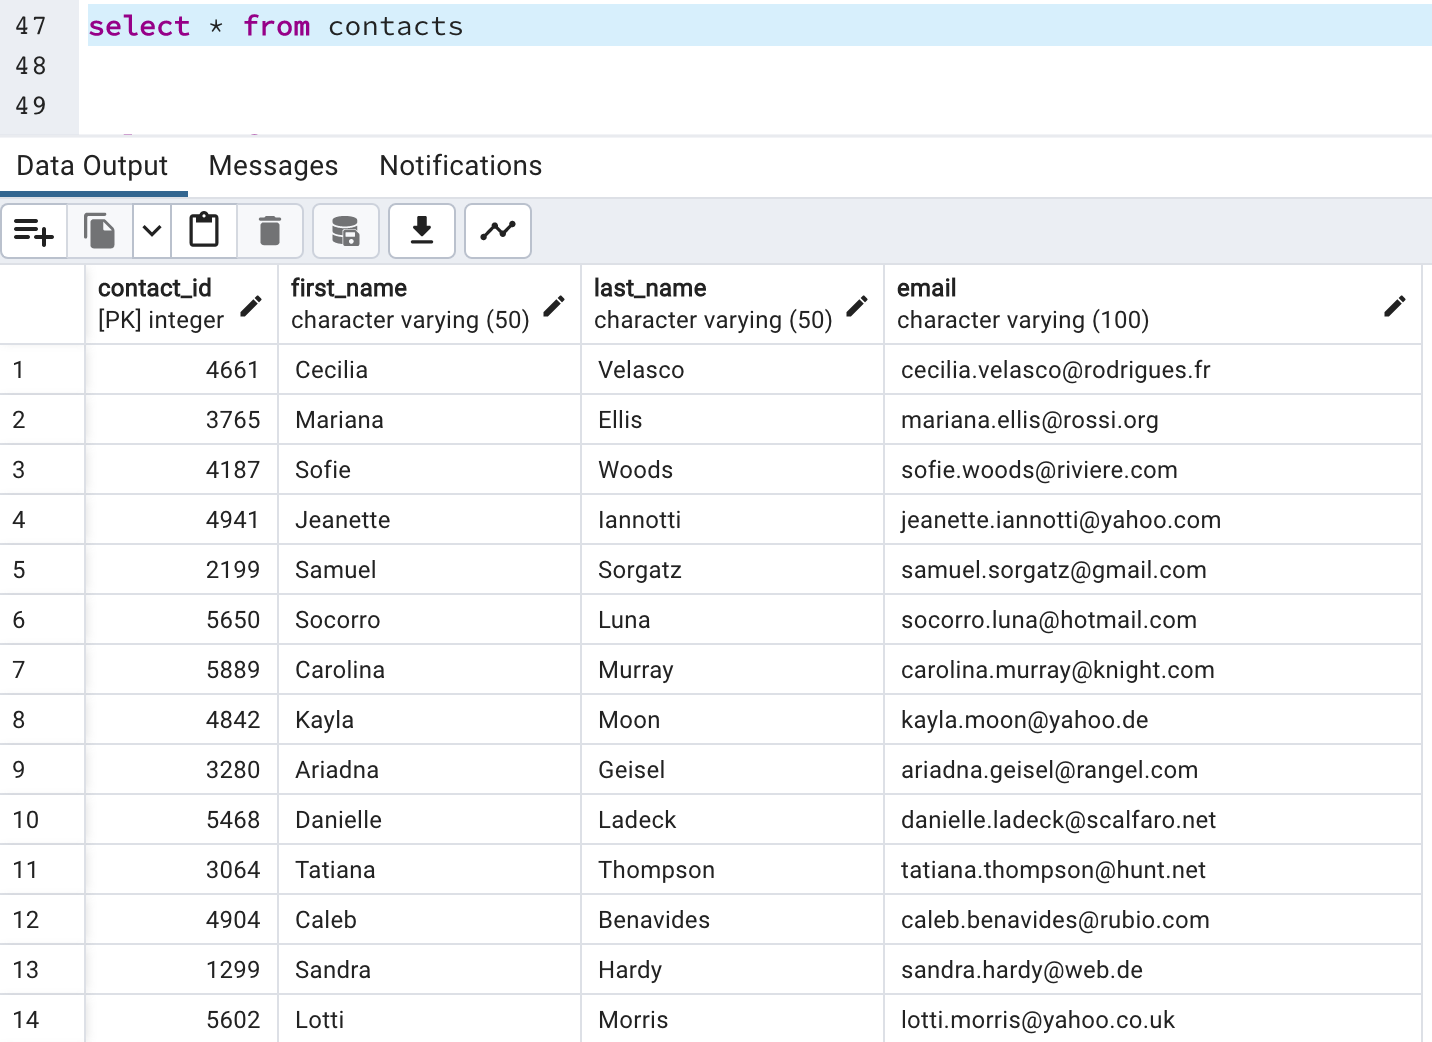 47 select * from contacts
48
49
Data Output Messages Notifications
contact_id first_name last_name email
[PK] integer character varying (50) character varying (50) character varying (100)
1 4661 Cecilia Velasco cecilia.velasco@rodrigues.fr
2 3765 Mariana Ellis mariana.ellis@rossi.org
3 4187 Sofie Woods sofie.woods@riviere.com
4 4941 Jeanette Iannotti jeanette.iannotti@yahoo.com
5 2199 Samuel Sorgatz samuel.sorgatz@gmail.com
6 5650 Socorro Luna socorro.luna@hotmail.com
7 5889 Carolina Murray carolina.murray@knight.com
8 4842 Kayla Moon kayla.moon@yahoo.de
9 3280 Ariadna Geisel ariadna.geisel@rangel.com
10 5468 Danielle Ladeck danielle.ladeck@scalfaro.net
11 3064 Tatiana Thompson tatiana.thompson@hunt.net
12 4904 Caleb Benavides caleb.benavides@rubio.com
13 1299 Sandra Hardy sandra.hardy@web.de
14 5602 Lotti Morris lotti.morris@yahoo.co.uk